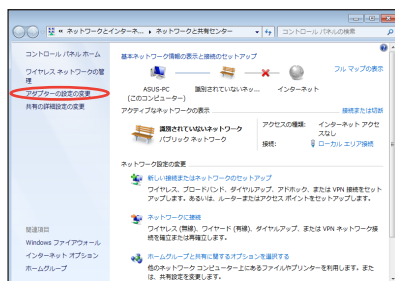 « ネットワークとインターネ... ▸ ネットワークと共有センター
コントロール パネルの検索
コントロール パネル ホーム
ワイヤレス ネットワークの管
理
アダプターの設定の変更
共有の詳細設定の変更
基本ネットワーク情報の表示と接続のセットアップ
フル マップの表示
ASUS-PC
(このコンピューター)
識別されていないネッ...
インターネット
アクティブなネットワークの表示
接続または切断
識別されていないネットワーク
パブリック ネットワーク
アクセスの種類: インターネット アクセ
スなし
接続: ローカル エリア接続
ネットワーク設定の変更
新しい接続またはネットワークのセットアップ
ワイヤレス、ブロードバンド、ダイヤルアップ、アドホック、または VPN 接続をセット
アップします。あるいは、ルーターまたはアクセス ポイントをセットアップします。
ネットワークに接続
ワイヤレス (無線)、ワイヤード (有線)、ダイヤルアップ、または VPN ネットワーク接
続を確立または再確立します。
ホームグループと共有に関するオプションを選択する
他のネットワーク コンピューター上にあるファイルやプリンターを利用します。また
は、共有設定を変更します。
関連項目
Windows ファイアウォール
インターネット オプション
ホームグループ